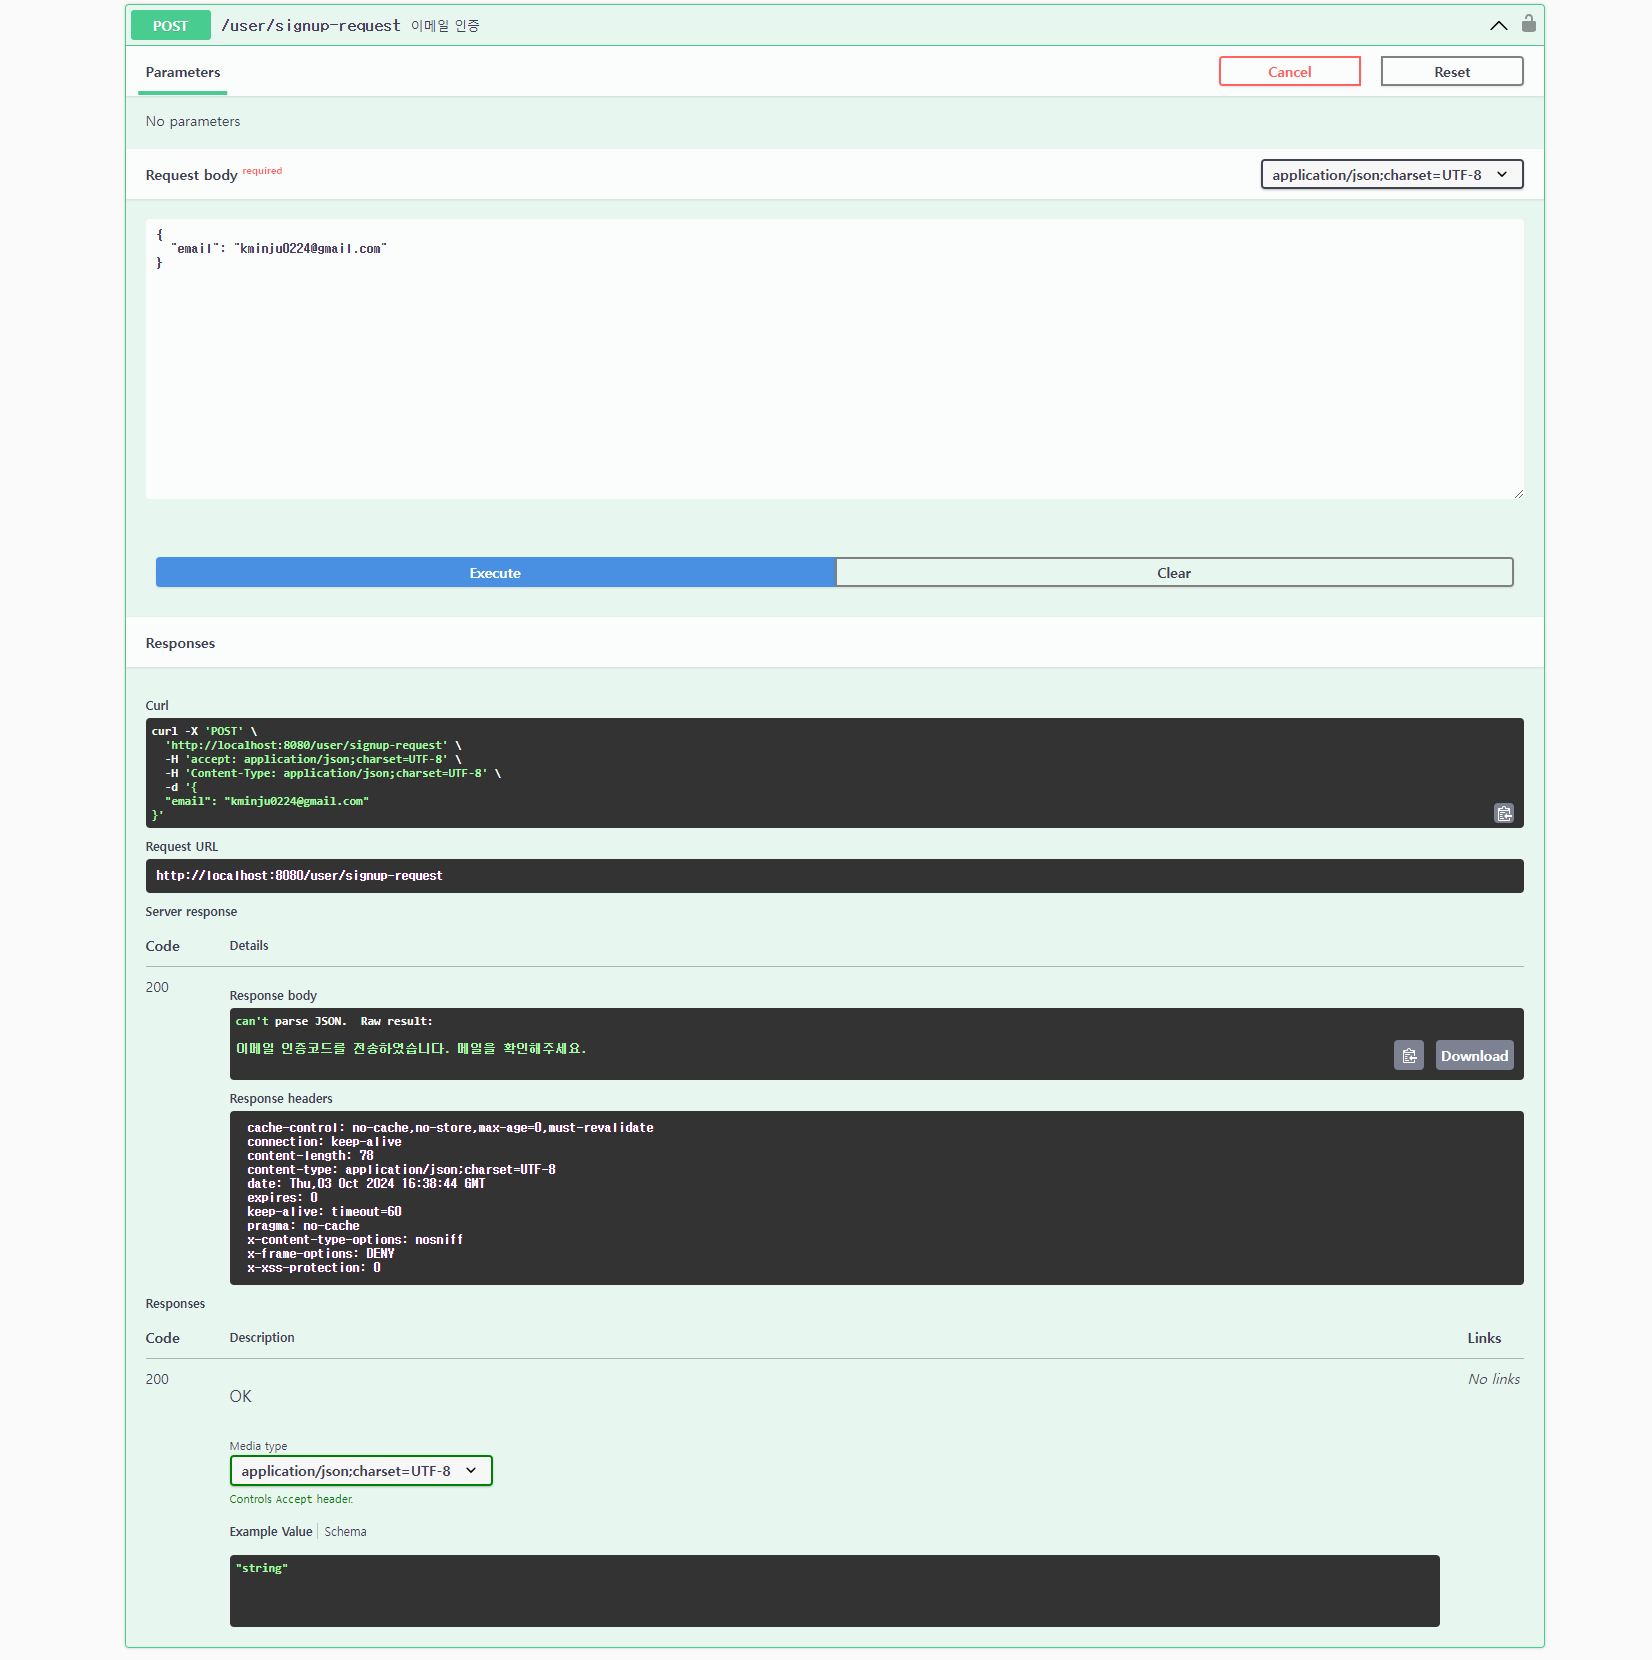 POST /user/signup-request 이메일 인증
Parameters
Cancel Reset
No parameters
Request body required
application/json;charset=UTF-8
{
  "email": "kminju0224@gmail.com"
}
Execute Clear
Responses
Curl
curl -X 'POST' \
  'http://localhost:8080/user/signup-request' \
  -H 'accept: application/json;charset=UTF-8' \
  -H 'Content-Type: application/json;charset=UTF-8' \
  -d '{
  "email": "kminju0224@gmail.com"
}'
Request URL
http://localhost:8080/user/signup-request
Server response
Code Details
200
Response body
can't parse JSON.  Raw result:
이메일 인증코드를 전송하였습니다. 메일을 확인해주세요.
Download
Response headers
cache-control: no-cache,no-store,max-age=0,must-revalidate
connection: keep-alive
content-length: 78
content-type: application/json;charset=UTF-8
date: Thu,03 Oct 2024 16:38:44 GMT
expires: 0
keep-alive: timeout=60
pragma: no-cache
x-content-type-options: nosniff
x-frame-options: DENY
x-xss-protection: 0
Responses
Code Description Links
200 No links
OK
Media type
application/json;charset=UTF-8
Controls Accept header.
Example Value Schema
"string"